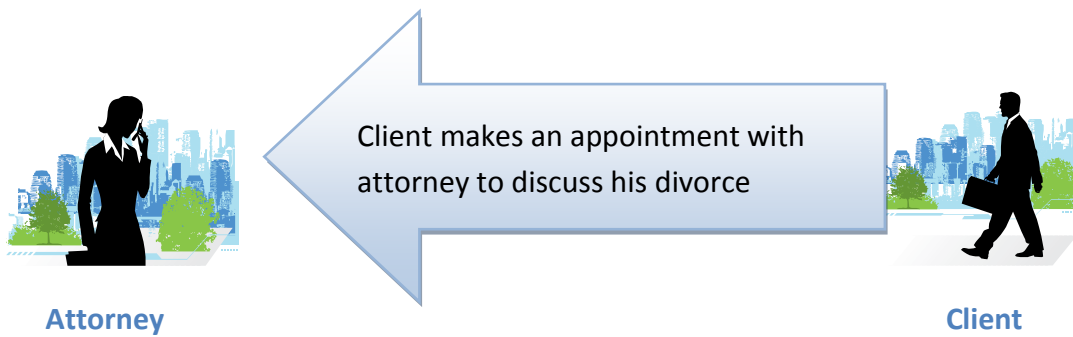 Client makes an appointment with
attorney to discuss his divorce
Attorney
Client